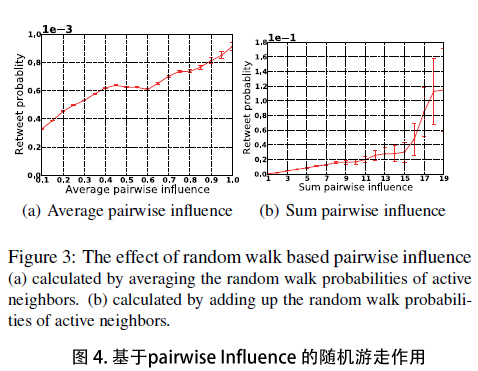 1e−3
Retweet probablity
1.0
0.8
0.6
0.4
0.2
0.0
0.1 0.2 0.3 0.4 0.5 0.6 0.7 0.8 0.9 1.0
Average pairwise influence
(a) Average pairwise influence
1e−1
Retweet probablity
1.8
1.6
1.4
1.2
1.0
0.8
0.6
0.4
0.2
0.0
1 3 5 7 9 11 13 15 17 19
Sum pairwise influence
(b) Sum pairwise influence
Figure 3: The effect of random walk based pairwise influence
(a) calculated by averaging the random walk probabilities of active
neighbors. (b) calculated by adding up the random walk probabili-
ties of active neighbors.
图 4. 基于pairwise Influence 的随机游走作用